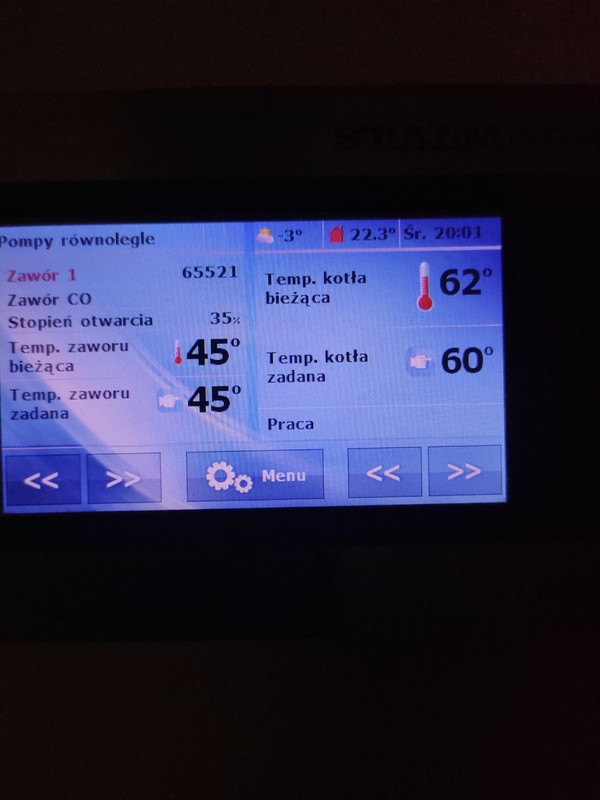 STALMARK
Pompy równolegle
-3° 22.3° Śr. 20:01
Zawór 1 65521
Zawór CO
Stopień otwarcia 35%
Temp. zaworu
bieżąca 45°
Temp. zaworu
zadana 45°
Temp. kotła
bieżąca 62°
Temp. kotła
zadana 60°
Praca
<< >> Menu << >>